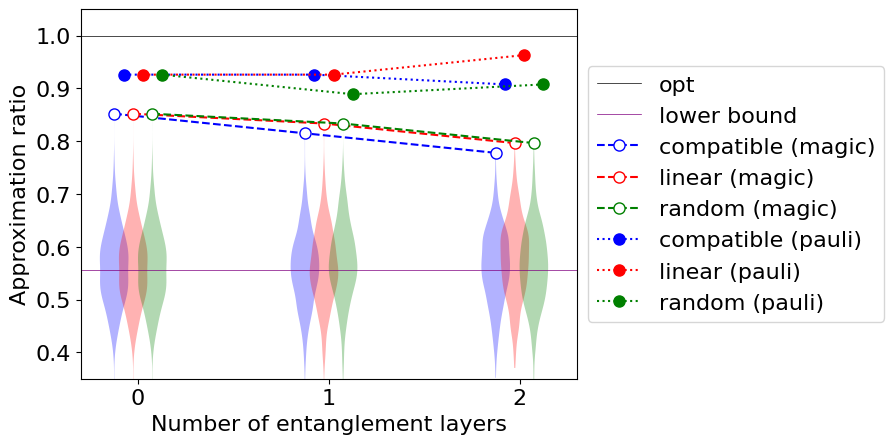 1.0
0.9
0.8
0.7
0.6
0.5
0.4
Approximation ratio
0
1
2
Number of entanglement layers
opt
lower bound
compatible (magic)
linear (magic)
random (magic)
compatible (pauli)
linear (pauli)
random (pauli)